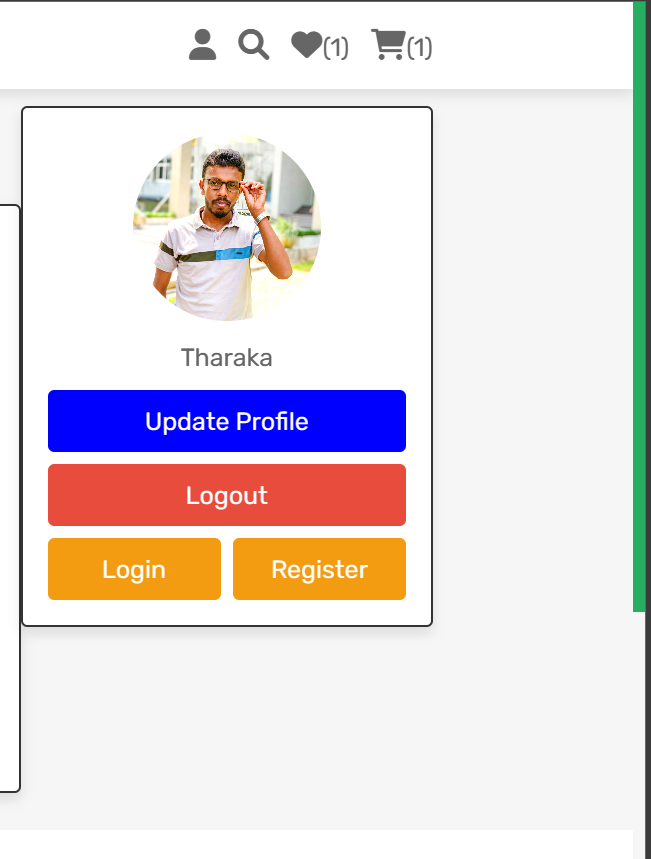 (1) (1)
Tharaka
Update Profile
Logout
Login Register